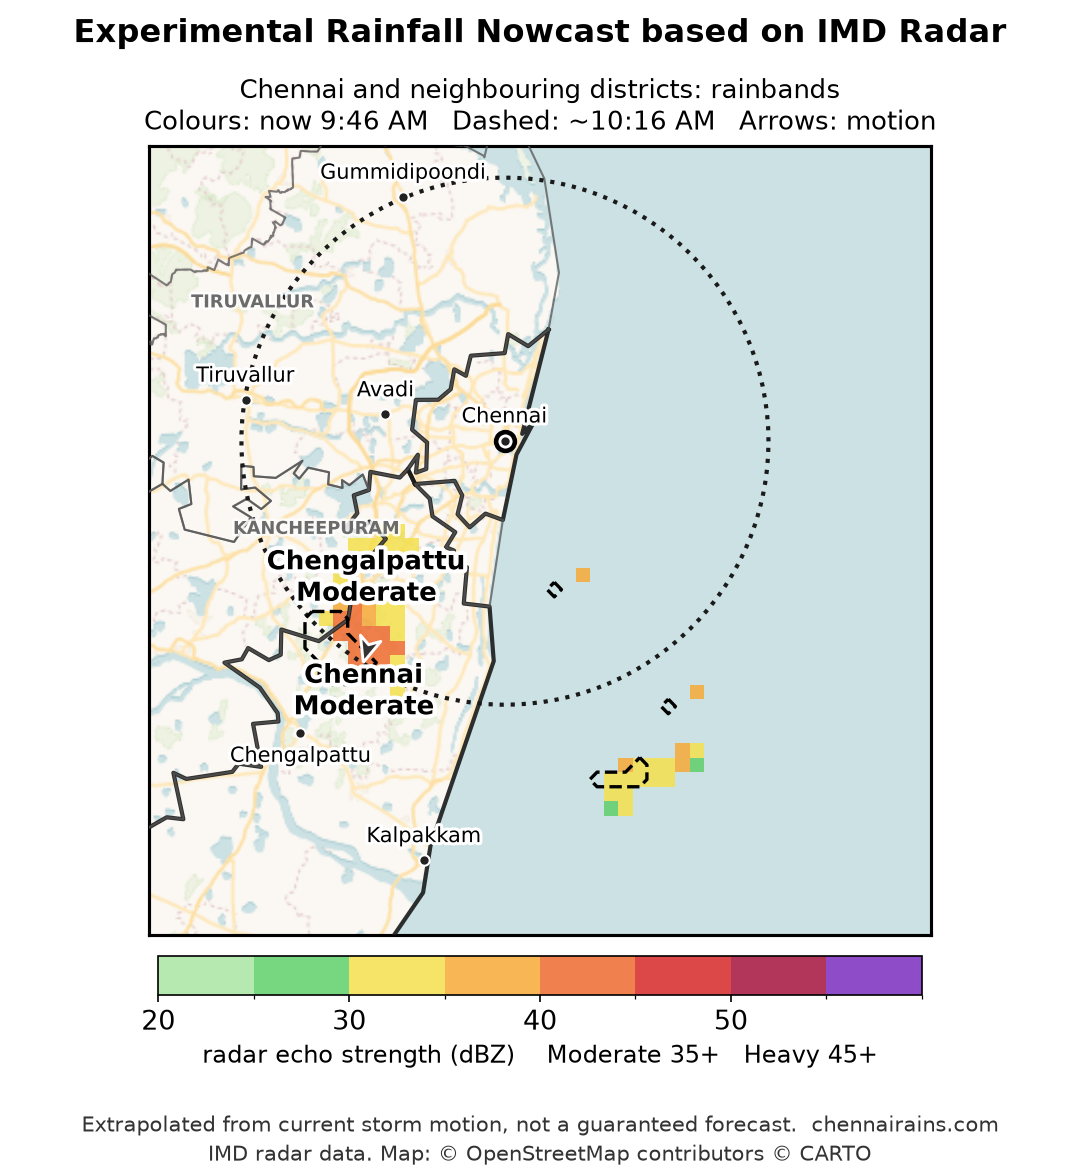 Experimental Rainfall Nowcast based on IMD Radar
Chennai and neighbouring districts: rainbands
Colours: now 9:46 AM   Dashed: ~10:16 AM   Arrows: motion
Gummidipoondi
TIRUVALLUR
Tiruvallur
Avadi
Chennai
KANCHEEPURAM
Chengalpattu
Moderate
Chennai
Moderate
Chengalpattu
Kalpakkam
20 30 40 50
radar echo strength (dBZ)   Moderate 35+   Heavy 45+
Extrapolated from current storm motion, not a guaranteed forecast.  chennairains.com
IMD radar data. Map: © OpenStreetMap contributors © CARTO